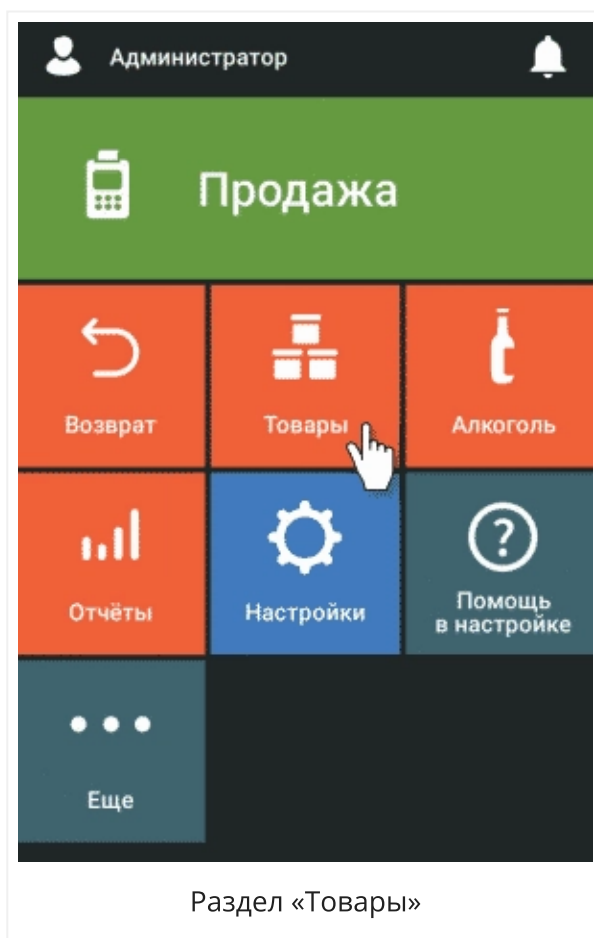 Администратор
Продажа
Возврат
Товары
Алкоголь
Отчёты
Настройки
Помощь
в настройке
Еще
Раздел «Товары»